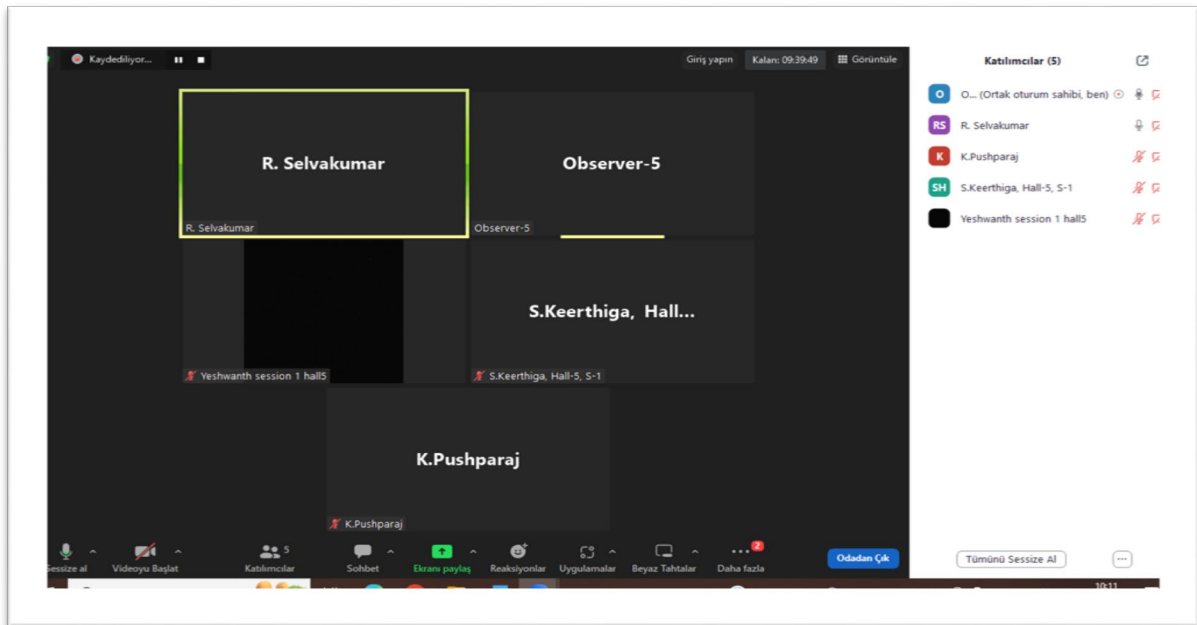 Kaydediliyor...
Giriş yapın
Kalan: 09:39:49
Görüntüle
R. Selvakumar
R. Selvakumar
Observer-5
Observer-5
Yeshwanth session 1 hall5
S.Keerthiga, Hall...
S.Keerthiga, Hall-5, S-1
K.Pushparaj
K.Pushparaj
Katılımcılar (5)
O
O... (Ortak oturum sahibi, ben)
RS
R. Selvakumar
K
K.Pushparaj
SH
S.Keerthiga, Hall-5, S-1
Yeshwanth session 1 hall5
Sessize al
Videoyu Başlat
5
Katılımcılar
Sohbet
Ekranı paylaş
Reaksiyonlar
Uygulamalar
Beyaz Tahtalar
2
Daha fazla
Odadan Çık
Tümünü Sessize Al
10:11